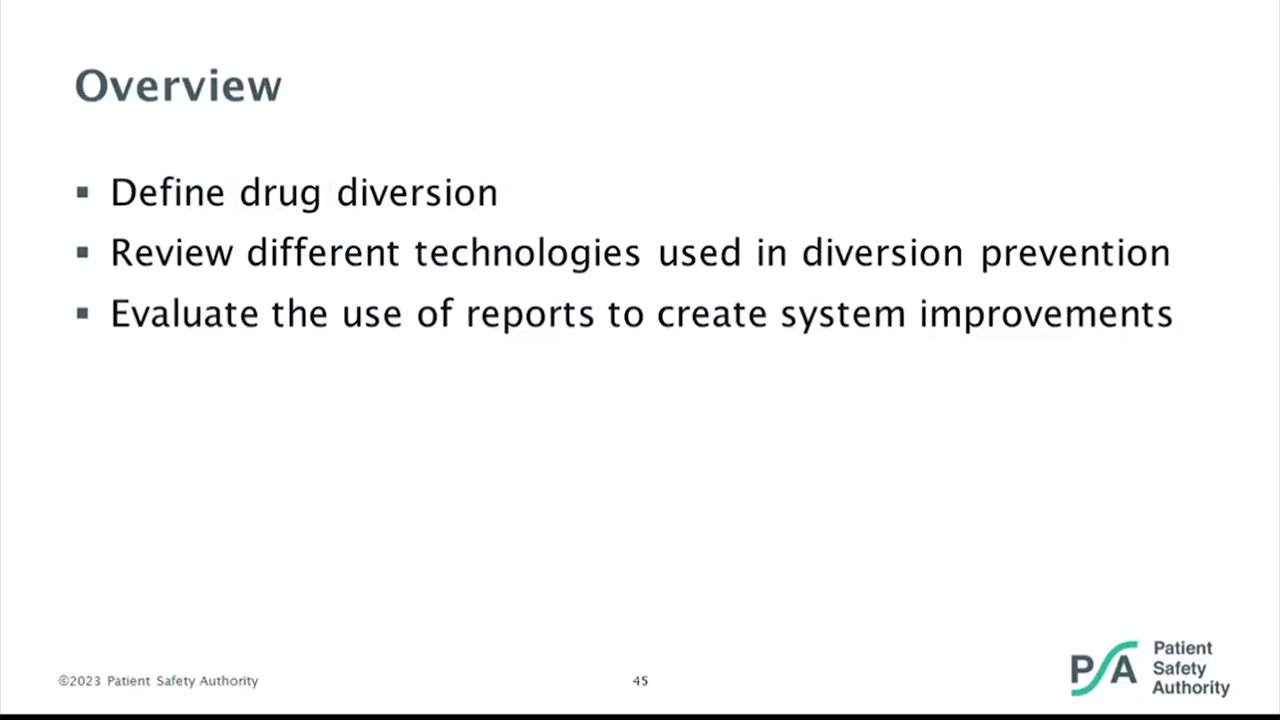 Overview
▪ Define drug diversion
▪ Review different technologies used in diversion prevention
▪ Evaluate the use of reports to create system improvements
©2023 Patient Safety Authority
45
PSA
Patient
Safety
Authority